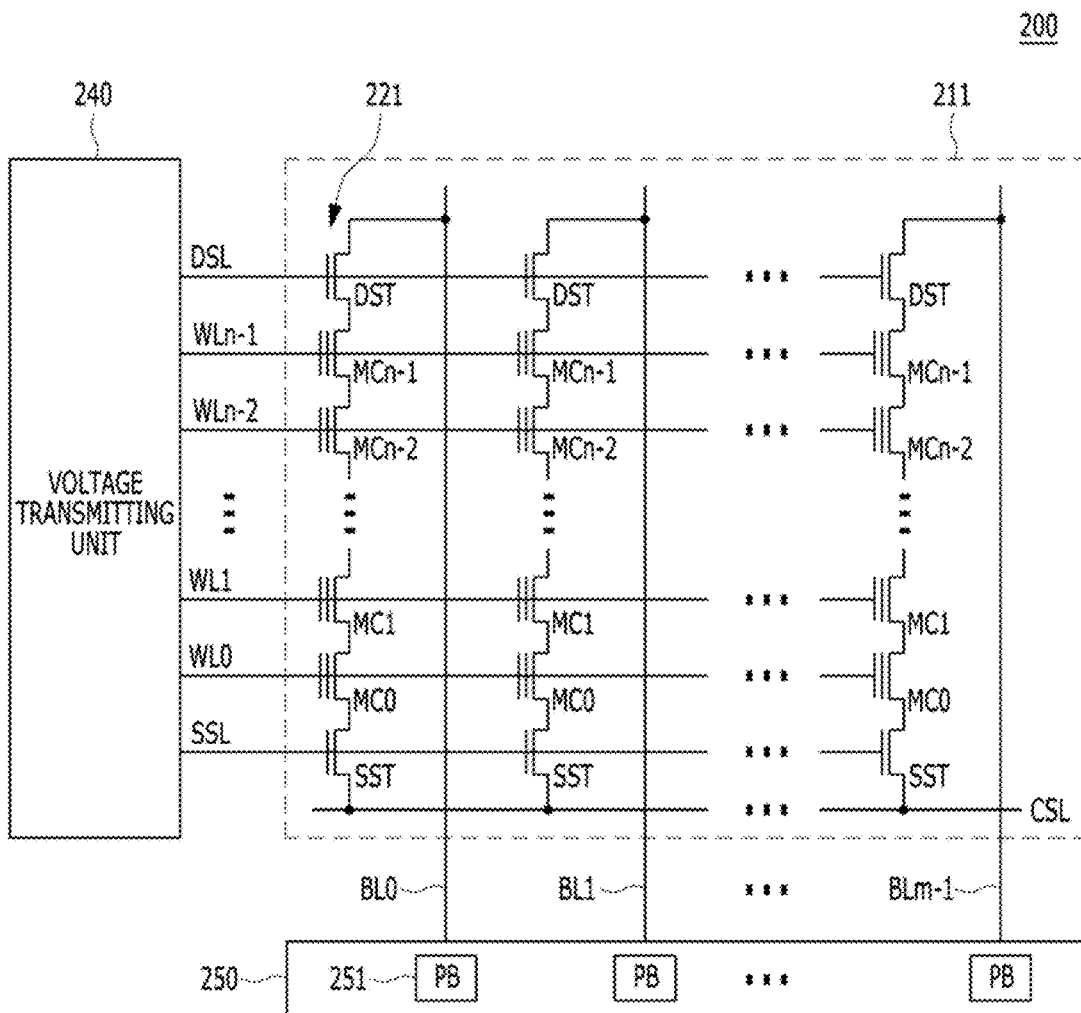 200
240
221
211
DSL
DST
DST
DST
WLn-1
MCn-1
MCn-1
MCn-1
WLn-2
MCn-2
MCn-2
MCn-2
VOLTAGE
TRANSMITTING
UNIT
WL1
MC1
MC1
MC1
WL0
MC0
MC0
MC0
SSL
SST
SST
SST
CSL
BL0
BL1
BLm-1
250
251
PB
PB
PB